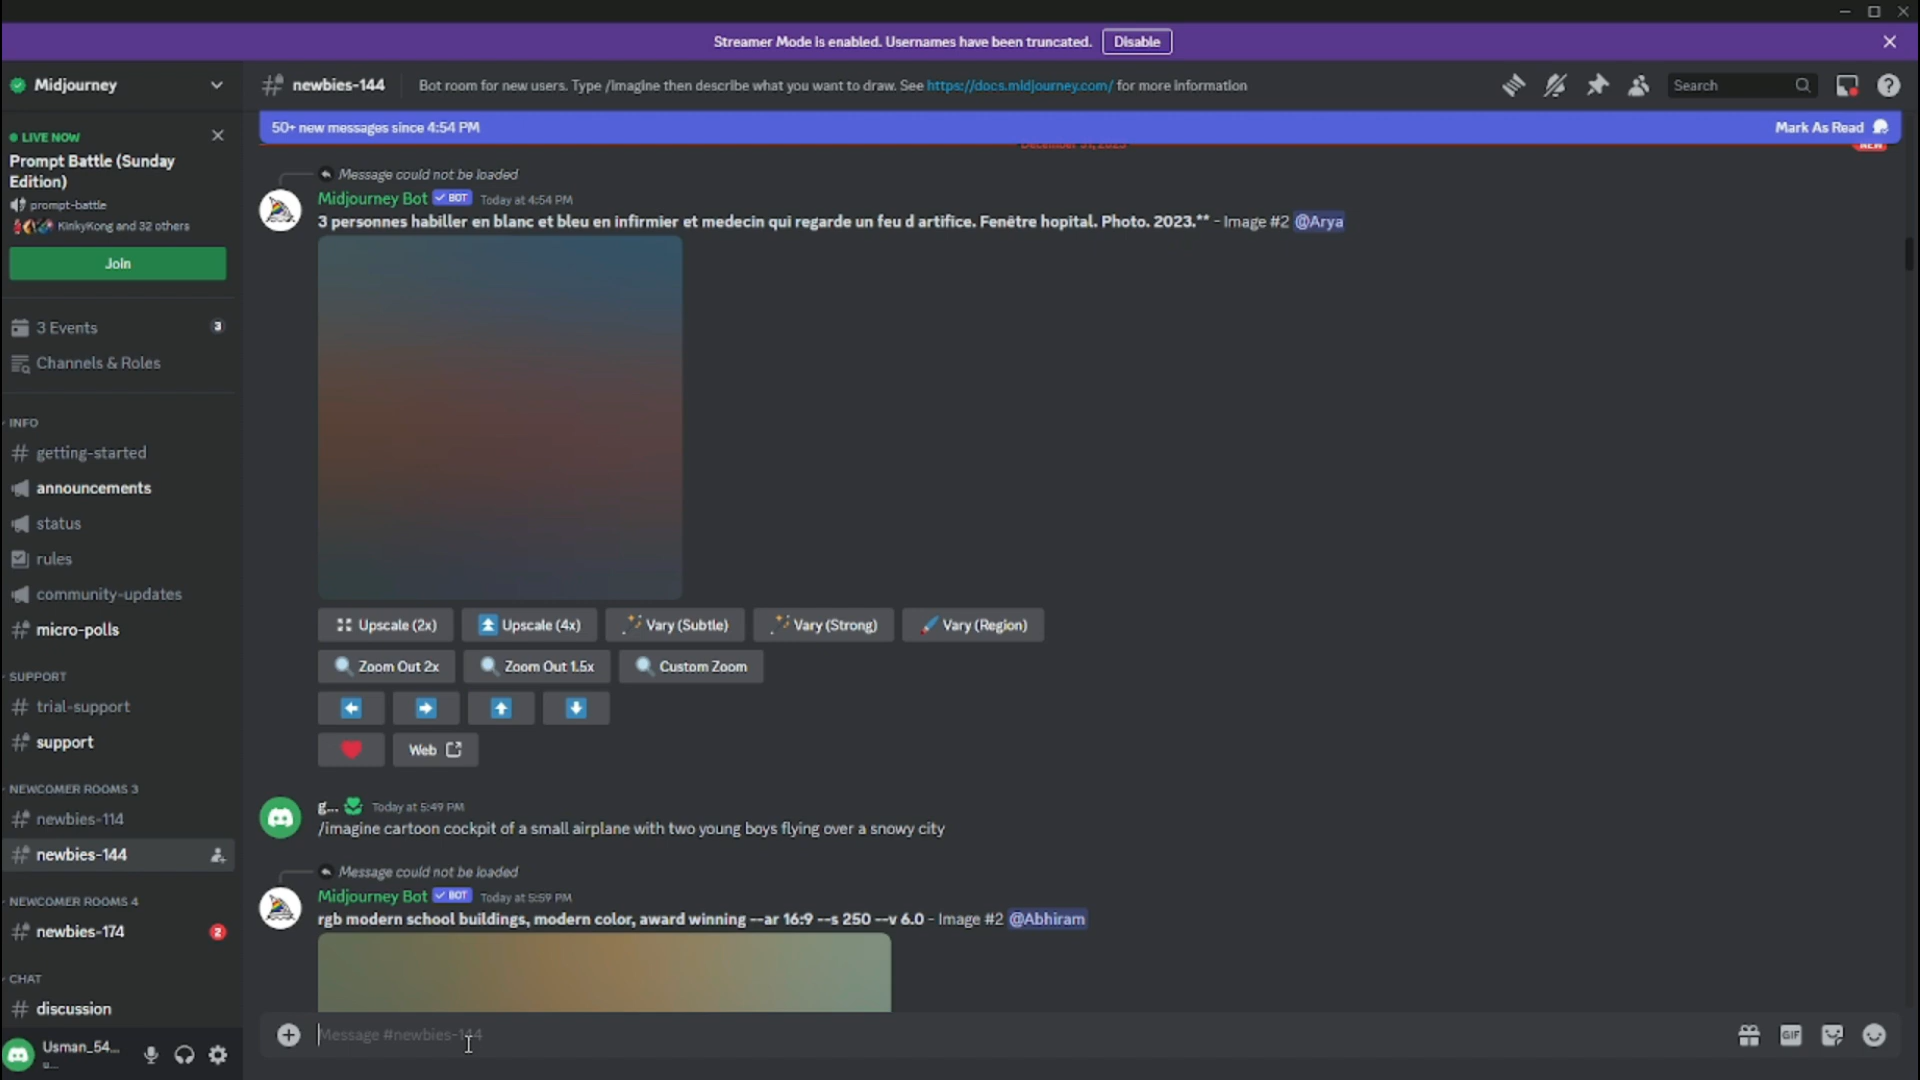 Streamer Mode is enabled. Usernames have been truncated. Disable
Midjourney
newbies-144 Bot room for new users. Type /imagine then describe what you want to draw. See https://docs.midjourney.com/ for more information
Search
LIVE NOW
Prompt Battle (Sunday
Edition)
prompt-battle
KinkyKong and 32 others
Join
3 Events 3
Channels & Roles
INFO
getting-started
announcements
status
rules
community-updates
micro-polls
SUPPORT
trial-support
support
NEWCOMER ROOMS 3
newbies-114
newbies-144
NEWCOMER ROOMS 4
newbies-174 2
CHAT
discussion
Usman_54...
u...
50+ new messages since 4:54 PM Mark As Read
December 31, 2023 NEW
Message could not be loaded
Midjourney Bot BOT Today at 4:54 PM
3 personnes habiller en blanc et bleu en infirmier et medecin qui regarde un feu d artifice. Fenêtre hopital. Photo. 2023.** - Image #2 @Arya
Upscale (2x) Upscale (4x) Vary (Subtle) Vary (Strong) Vary (Region)
Zoom Out 2x Zoom Out 1.5x Custom Zoom
Web
g... Today at 5:49 PM
/imagine cartoon cockpit of a small airplane with two young boys flying over a snowy city
Message could not be loaded
Midjourney Bot BOT Today at 5:59 PM
rgb modern school buildings, modern color, award winning --ar 16:9 --s 250 --v 6.0 - Image #2 @Abhiram
Message #newbies-144
GIF